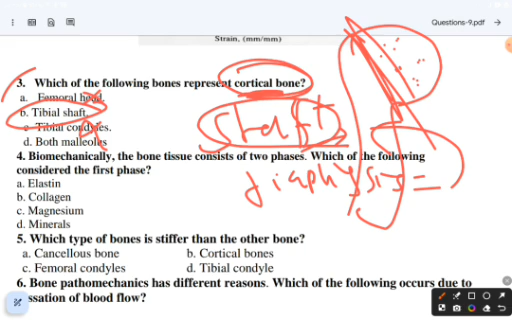 Questions-9.pdf
Strain, (mm/mm)
3. Which of the following bones represent cortical bone?
a. Femoral head.
b. Tibial shaft.
c. Tibial condyles.
d. Both malleolus
shaft
4. Biomechanically, the bone tissue consists of two phases. Which of the following
considered the first phase?
diaphysis =
a. Elastin
b. Collagen
c. Magnesium
d. Minerals
5. Which type of bones is stiffer than the other bone?
a. Cancellous bone b. Cortical bones
c. Femoral condyles d. Tibial condyle
6. Bone pathomechanics has different reasons. Which of the following occurs due to
ssation of blood flow?